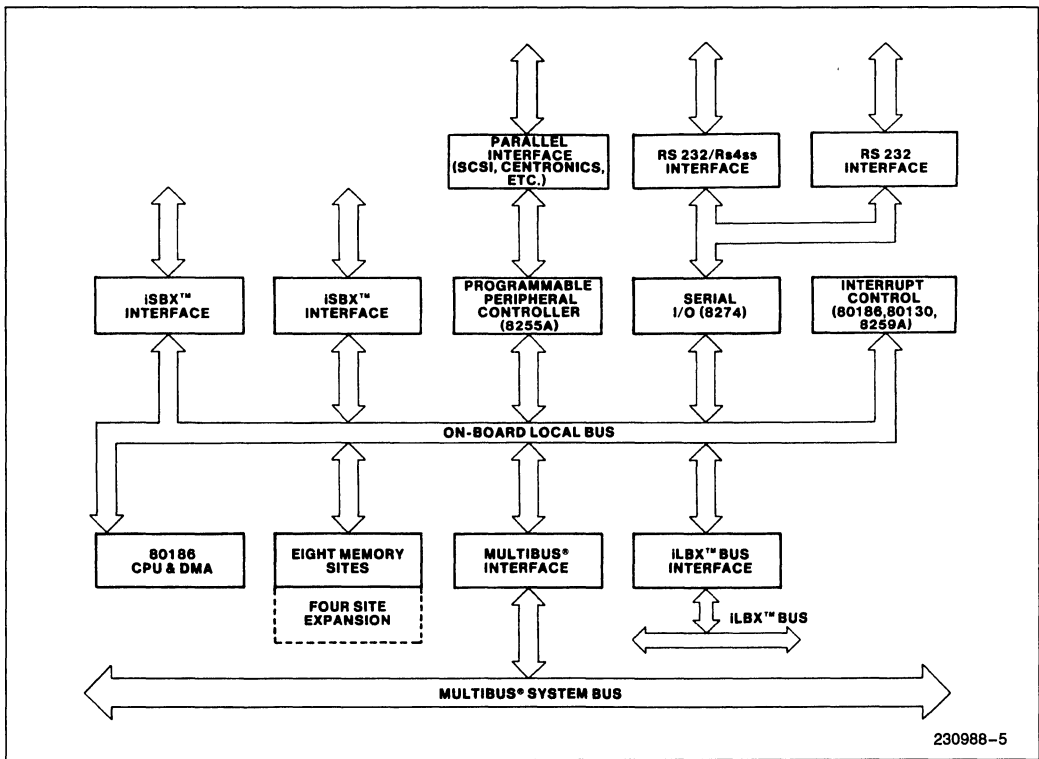 PARALLEL
INTERFACE
(SCSI, CENTRONICS,
ETC.)
RS 232/Rs4ss
INTERFACE
RS 232
INTERFACE
iSBX™
INTERFACE
iSBX™
INTERFACE
PROGRAMMABLE
PERIPHERAL
CONTROLLER
(8255A)
SERIAL
I/O (8274)
INTERRUPT
CONTROL
(80186,80130,
8259A)
ON-BOARD LOCAL BUS
80186
CPU & DMA
EIGHT MEMORY
SITES
FOUR SITE
EXPANSION
MULTIBUS®
INTERFACE
iLBX™ BUS
INTERFACE
iLBX™ BUS
MULTIBUS® SYSTEM BUS
230988-5